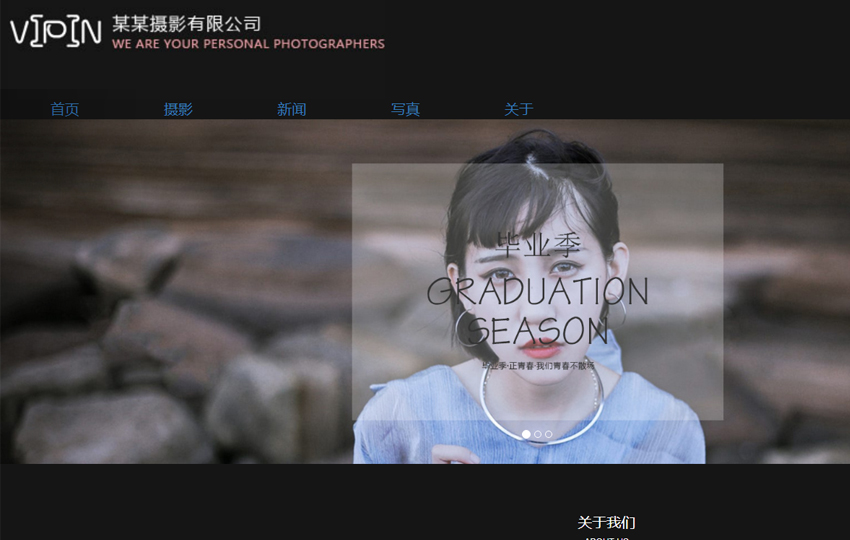 VIPIN 某某摄影有限公司
WE ARE YOUR PERSONAL PHOTOGRAPHERS
首页 摄影 新闻 写真 关于
毕业季
GRADUATION
SEASON
毕业季·正青春·我们青春不散场
关于我们
ABOUT US